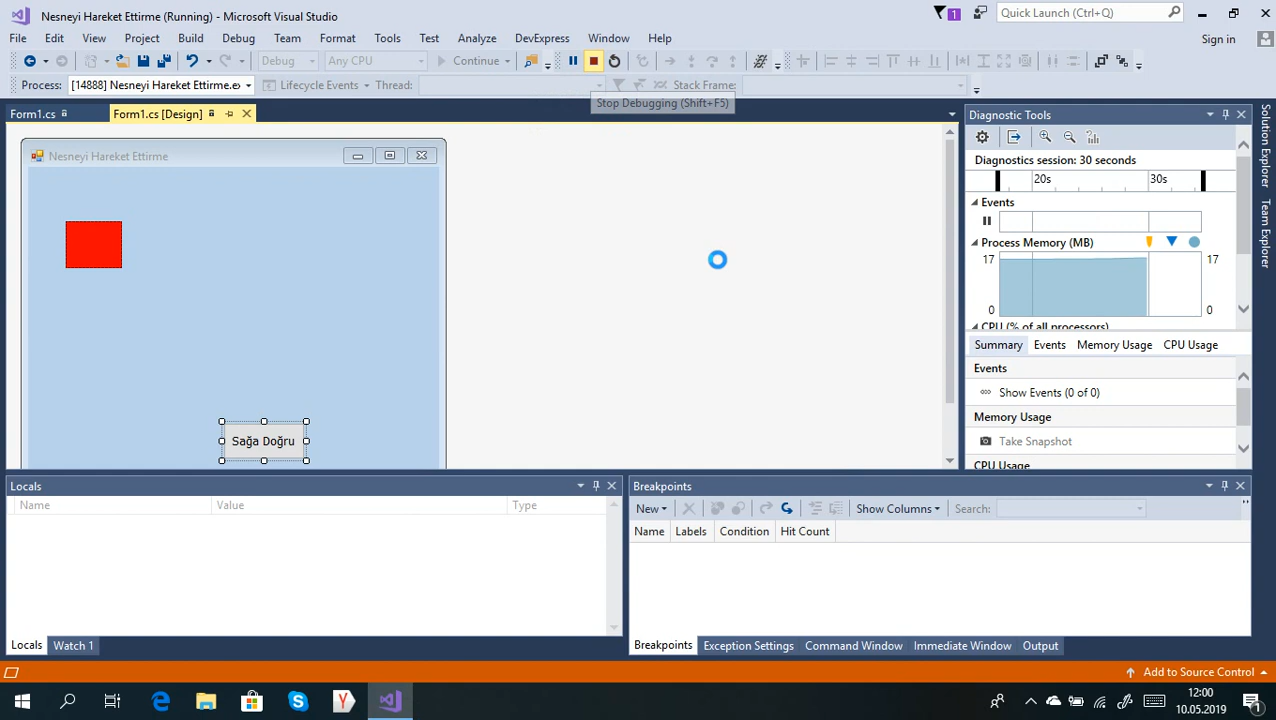 Nesneyi Hareket Ettirme (Running) - Microsoft Visual Studio
1
Quick Launch (Ctrl+Q)
File Edit View Project Build Debug Team Format Tools Test Analyze DevExpress Window Help
Sign in
Debug Any CPU Continue
Process: [14888] Nesneyi Hareket Ettirme.ex Lifecycle Events Thread: Stack Frame:
Stop Debugging (Shift+F5)
Form1.cs Form1.cs [Design]
Diagnostic Tools
Solution Explorer
Team Explorer
Nesneyi Hareket Ettirme
Diagnostics session: 30 seconds
20s 30s
Events
Process Memory (MB)
17 17
0 0
CPU (% of all processors)
Summary Events Memory Usage CPU Usage
Events
Show Events (0 of 0)
Memory Usage
Take Snapshot
CPU Usage
Sağa Doğru
Locals
Name Value Type
Locals Watch 1
Breakpoints
New Show Columns Search:
Name Labels Condition Hit Count
Breakpoints Exception Settings Command Window Immediate Window Output
Add to Source Control
12:00
10.05.2019
1